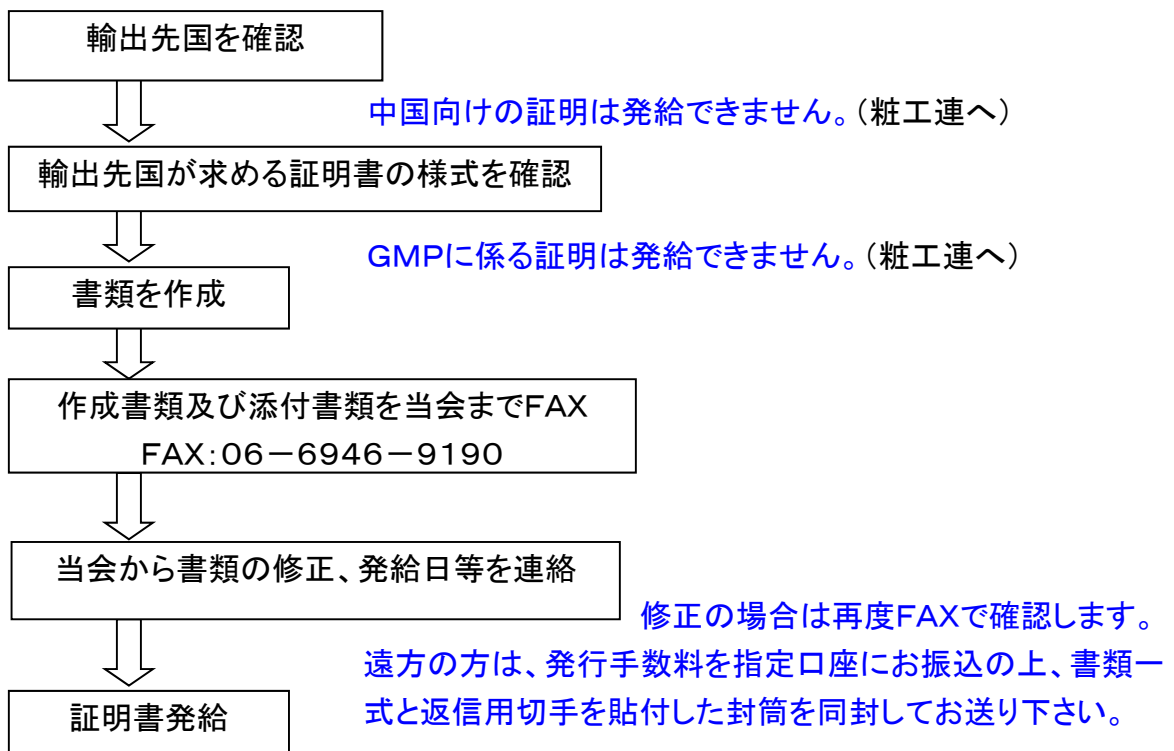 輸出先国を確認
中国向けの証明は発給できません。（粧工連へ）
輸出先国が求める証明書の様式を確認
GMPに係る証明は発給できません。（粧工連へ）
書類を作成
作成書類及び添付書類を当会までFAX
FAX：06－6946－9190
当会から書類の修正、発給日等を連絡
修正の場合は再度FAXで確認します。
遠方の方は、発行手数料を指定口座にお振込の上、書類一
式と返信用切手を貼付した封筒を同封してお送り下さい。
証明書発給